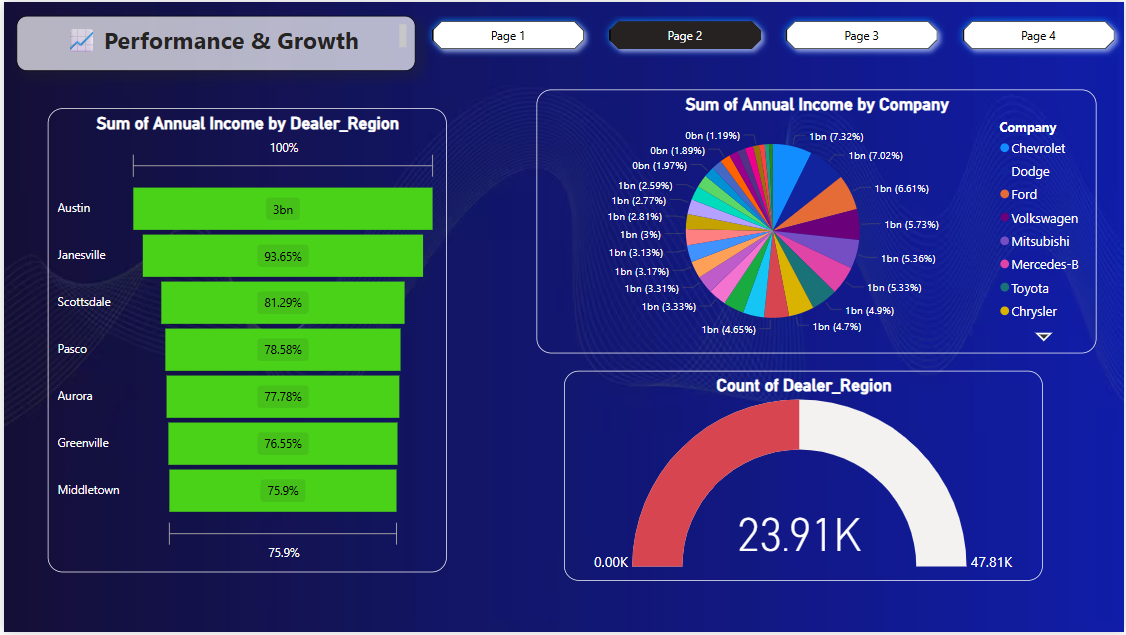 📈 Performance & Growth
Page 1
Page 2
Page 3
Page 4
Sum of Annual Income by Dealer_Region
100%
Austin
3bn
Janesville
93.65%
Scottsdale
81.29%
Pasco
78.58%
Aurora
77.78%
Greenville
76.55%
Middletown
75.9%
75.9%
Sum of Annual Income by Company
1bn (7.32%)
1bn (7.02%)
1bn (6.61%)
1bn (5.73%)
1bn (5.36%)
1bn (5.33%)
1bn (4.9%)
1bn (4.7%)
1bn (4.65%)
1bn (3.33%)
1bn (3.31%)
1bn (3.17%)
1bn (3.13%)
1bn (3%)
1bn (2.81%)
1bn (2.77%)
1bn (2.59%)
0bn (1.97%)
0bn (1.89%)
0bn (1.19%)
Company
Chevrolet
Dodge
Ford
Volkswagen
Mitsubishi
Mercedes-B
Toyota
Chrysler
Count of Dealer_Region
23.91K
0.00K
47.81K